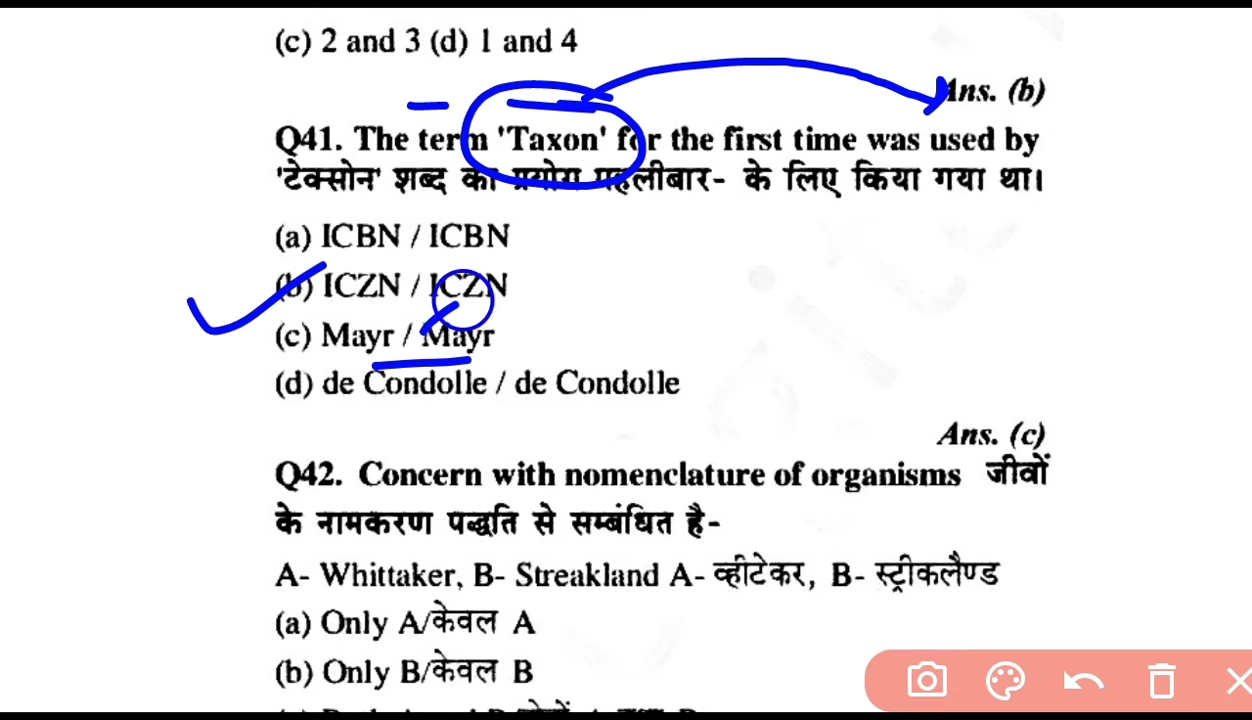 (c) 2 and 3 (d) 1 and 4
Ans. (b)
Q41. The term 'Taxon' for the first time was used by
'टेक्सोन' शब्द का प्रयोग पहलीबार- के लिए किया गया था।
(a) ICBN / ICBN
(b) ICZN / ICZN
(c) Mayr / Mayr
(d) de Condolle / de Condolle
Ans. (c)
Q42. Concern with nomenclature of organisms जीवों
के नामकरण पद्धति से सम्बंधित है-
A- Whittaker, B- Streakland A- व्हीटेकर, B- स्ट्रीकलैण्ड
(a) Only A/केवल A
(b) Only B/केवल B